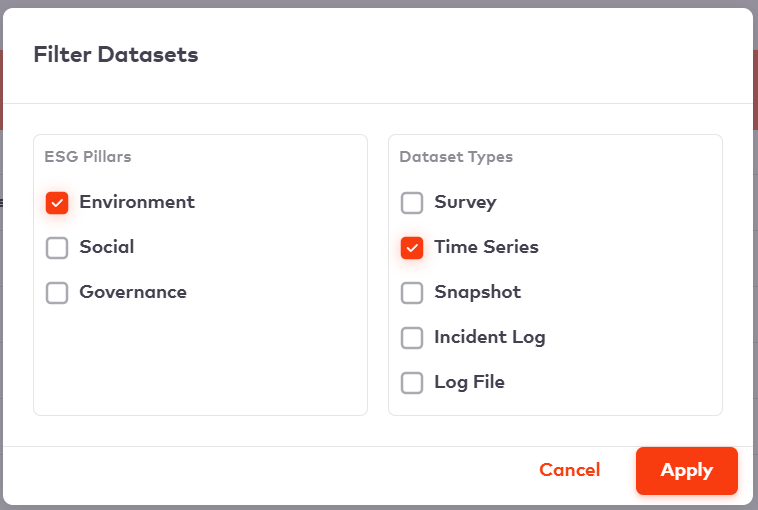 Filter Datasets
ESG Pillars
Environment
Social
Governance
Dataset Types
Survey
Time Series
Snapshot
Incident Log
Log File
Cancel
Apply